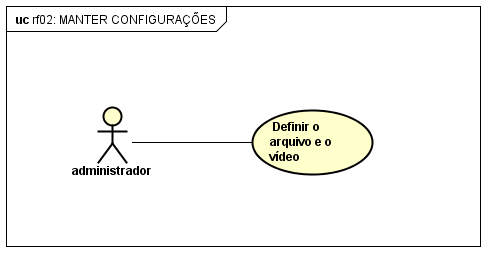 uc rf02: MANTER CONFIGURAÇÕES
administrador
Definir o
arquivo e o
vídeo